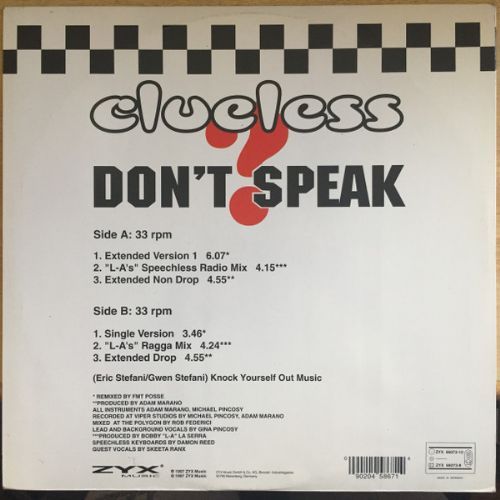 clueless
?
DON'T SPEAK
Side A: 33 rpm
1. Extended Version 1 6.07*
2. "L-A's" Speechless Radio Mix 4.15***
3. Extended Non Drop 4.55**
Side B: 33 rpm
1. Single Version 3.46*
2. "L-A's" Ragga Mix 4.24***
3. Extended Drop 4.55**
(Eric Stefani/Gwen Stefani) Knock Yourself Out Music
* REMIXED BY FMT POSSE
**PRODUCED BY ADAM MARANO
ALL INSTRUMENTS ADAM MARANO, MICHAEL PINCOSY
RECORDED AT VIPER STUDIOS BY MICHAEL PINCOSY, ADAM MARANO
MIXED AT THE POLYGON BY ROB FEDERICI
LEAD AND BACKGROUND VOCALS BY GINA PINCOSY
***PRODUCED BY BOBBY "L-A" LA SERRA
SPEECHLESS KEYBOARDS BY DAMON REED
GUEST VOCALS BY SKEETA RANX
ZYX
MUSIC
℗ 1997 ZYX Music
© 1997 ZYX Music
90204 58671